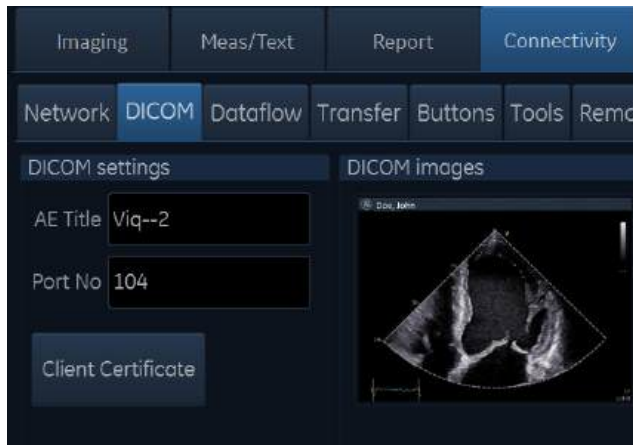 Imaging Meas/Text Report Connectivity
Network DICOM Dataflow Transfer Buttons Tools Remo
DICOM settings
AE Title Viq--2
Port No 104
Client Certificate
DICOM images
Doe, John